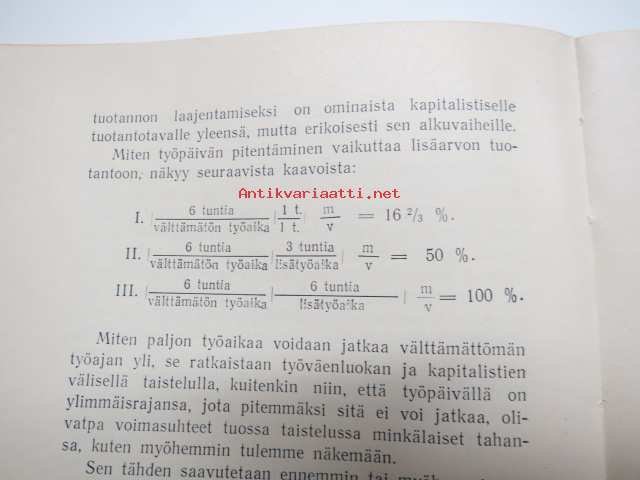 tuotannon laajentamiseksi on ominaista kapitalistiselle
tuotantotavalle yleensä, mutta erikoisesti sen alkuvaiheille.
Miten työpäivän pitentäminen vaikuttaa lisäarvon tuo-
tantoon, näkyy seuraavista kaavoista:
Antikvariaatti.net
I. | 6 tuntia / välttämätön työaika | 1 t. / l t. | m / v = 16 2/3 %.
II. | 6 tuntia / välttämätön työaika | 3 tuntia / lisätyöaika | m / v = 50 %.
III. | 6 tuntia / välttämätön työaika | 6 tuntia / lisätyöaika | m / v = 100 %.
Miten paljon työaikaa voidaan jatkaa välttämättömän
työajan yli, se ratkaistaan työväenluokan ja kapitalistien
välisellä taistelulla, kuitenkin niin, että työpäivällä on
ylimmäisrajansa, jota pitemmäksi sitä ei voi jatkaa, oli-
vatpa voimasuhteet tuossa taistelussa minkälaiset tahan-
sa, kuten myöhemmin tulemme näkemään.
Sen tähden saavutetaan ennemmin tai